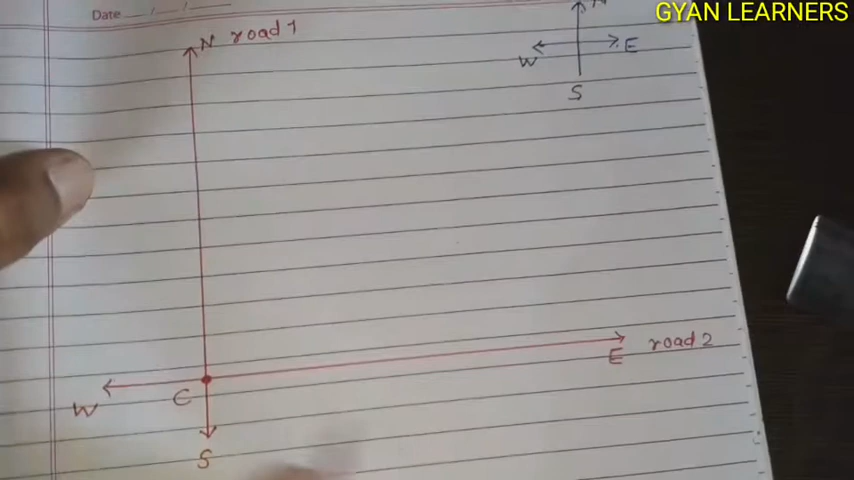 Date / /
GYAN LEARNERS
N road 1
N
W E
S
E road 2
W C
S